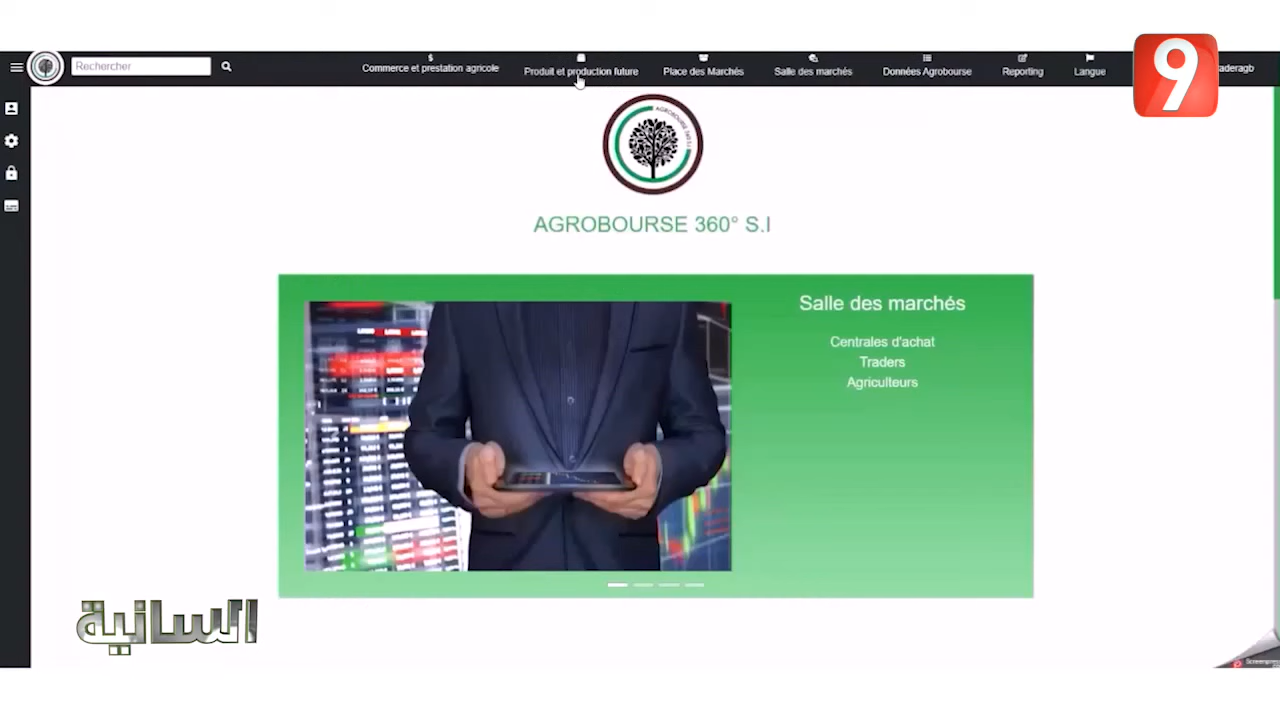 Rechercher
Commerce et prestation agricole
Produit et production future
Place des Marchés
Salle des marchés
Données Agrobourse
Reporting
Langue
aderagb
9
AGROBOURSE 360° S.I
Salle des marchés
Centrales d'achat
Traders
Agriculteurs
السانية